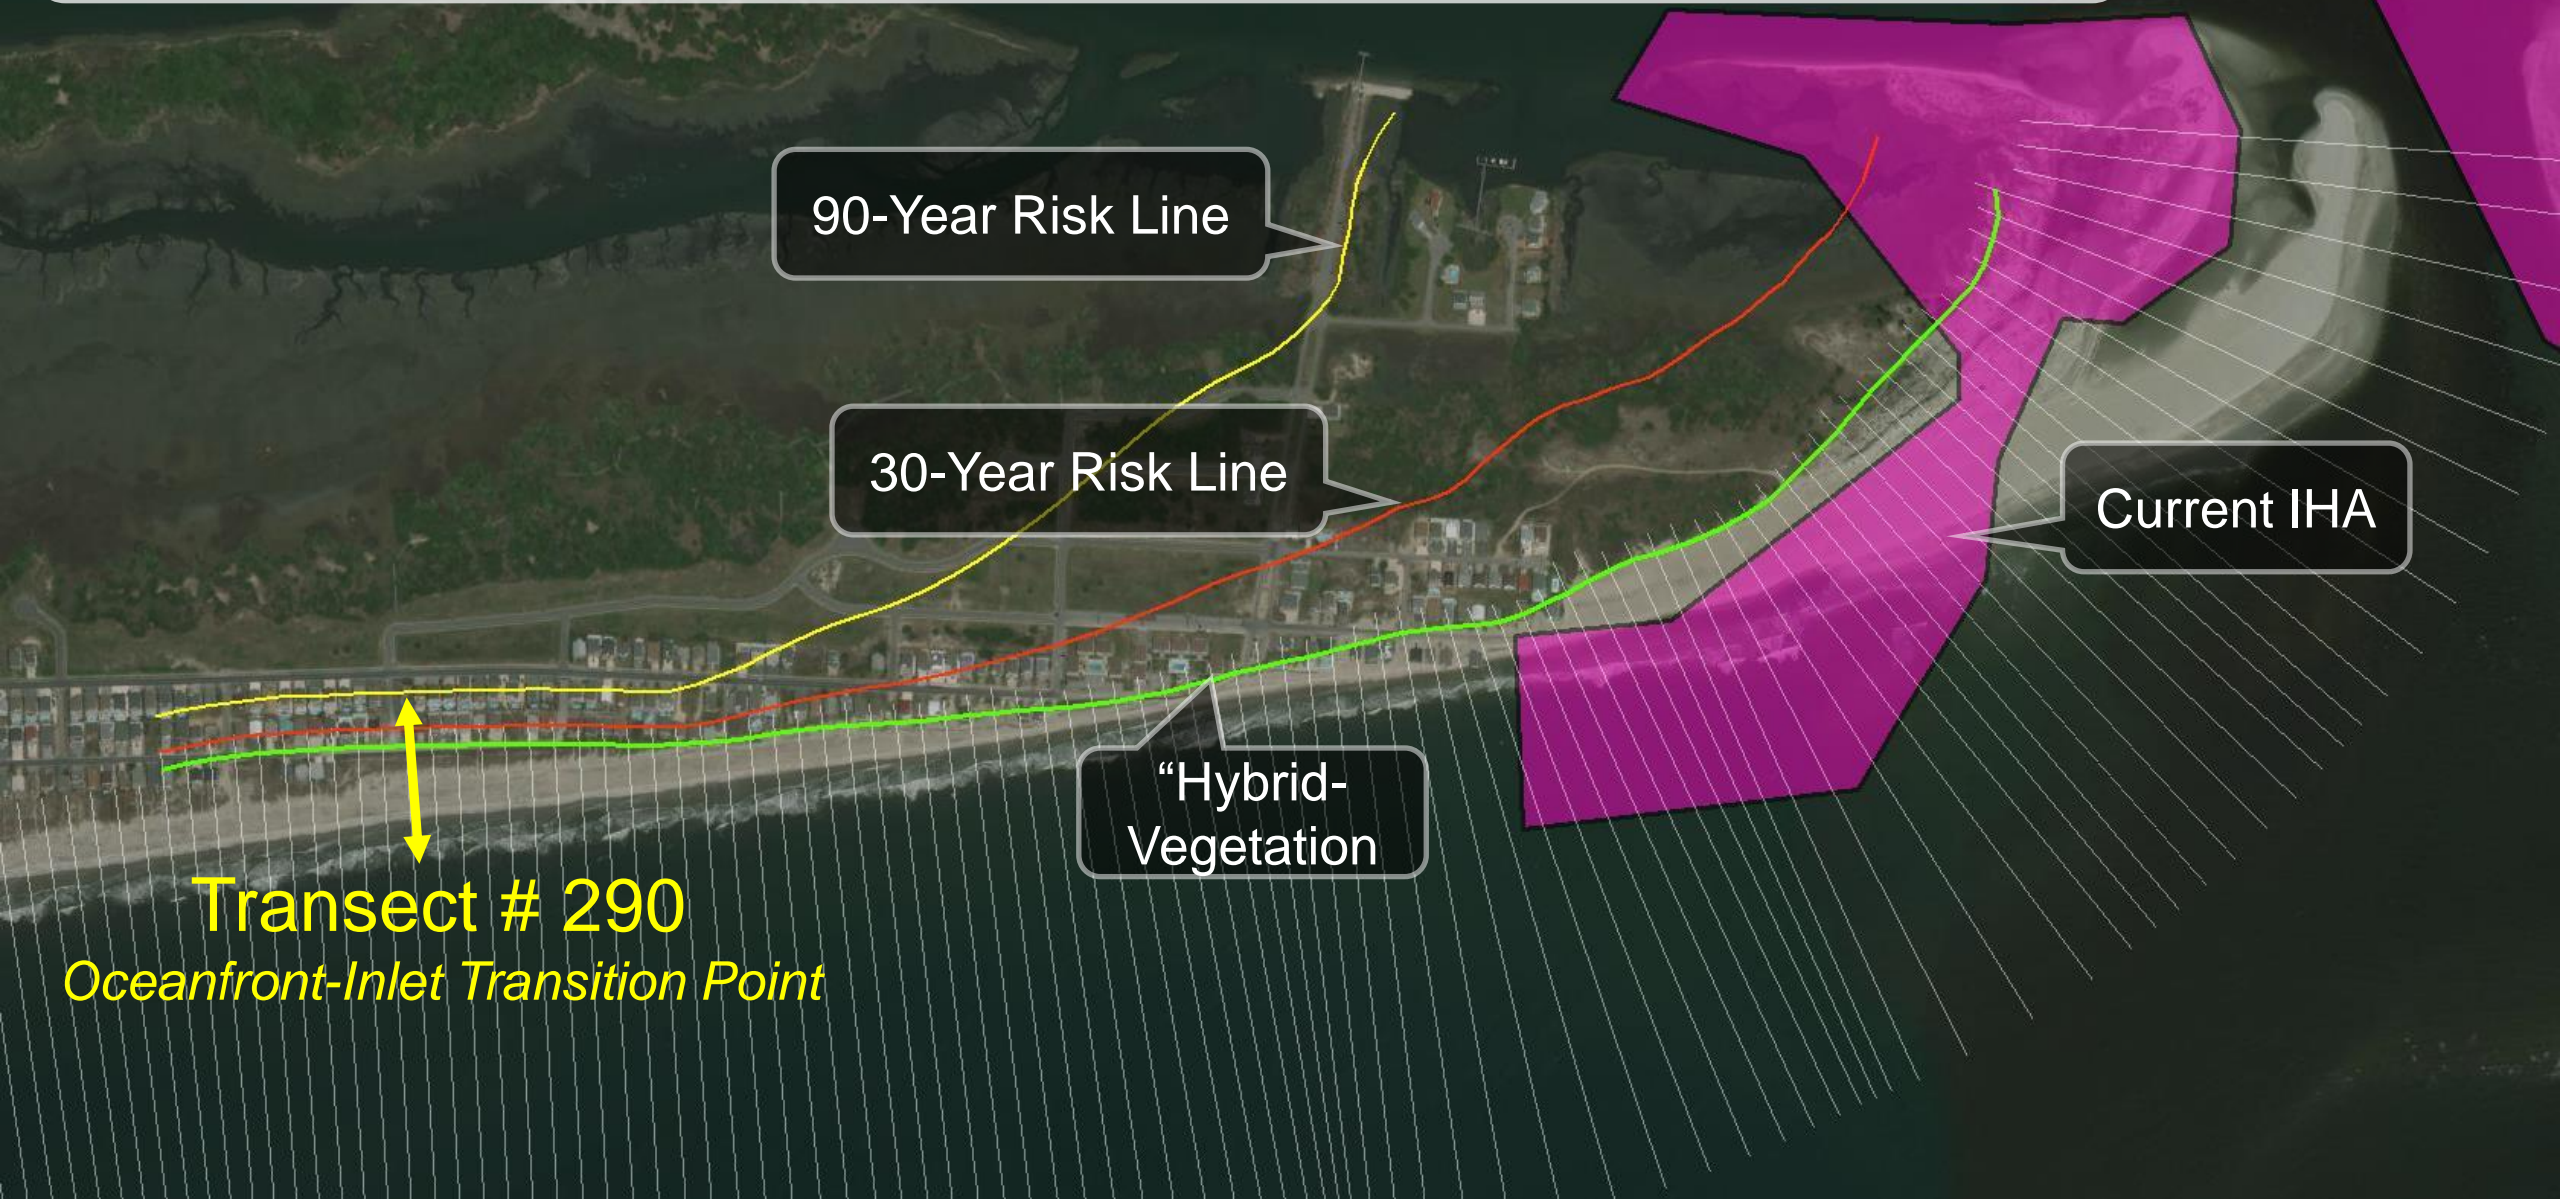 90-Year Risk Line
30-Year Risk Line
Current IHA
“Hybrid-
Vegetation
Transect # 290
Oceanfront-Inlet Transition Point